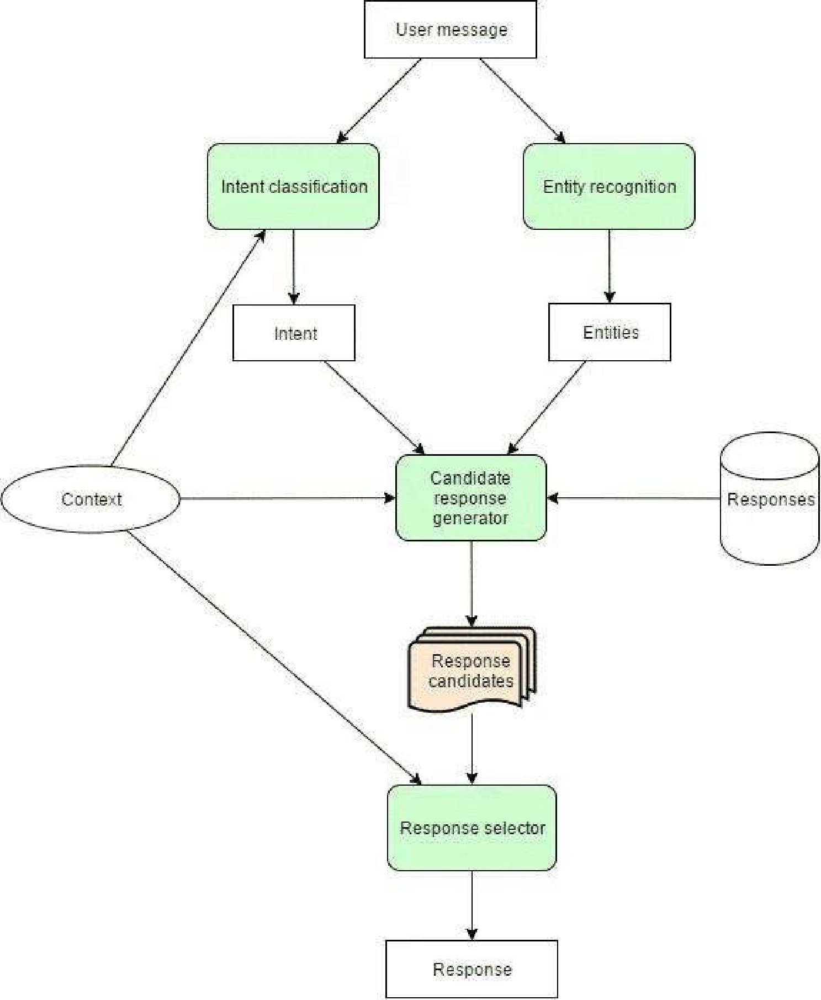 User message
Intent classification
Entity recognition
Intent
Entities
Context
Candidate
response
generator
Responses
Response
candidates
Response selector
Response